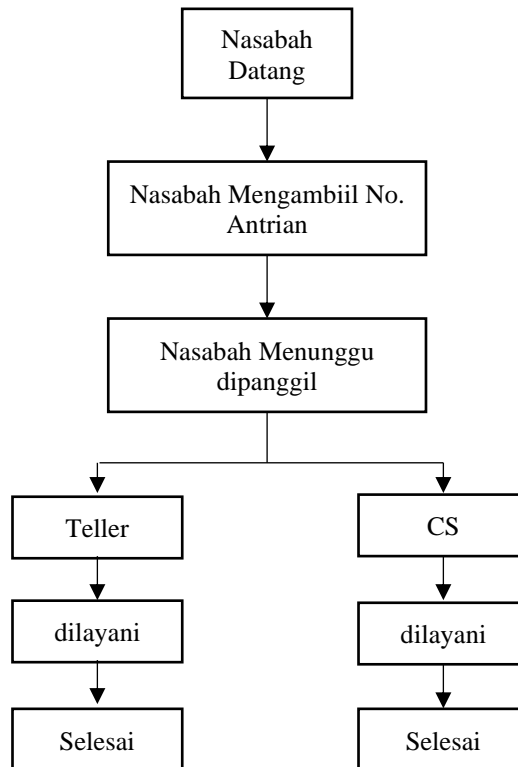 Nasabah
Datang
Nasabah Mengambiil No.
Antrian
Nasabah Menunggu
dipanggil
Teller
CS
dilayani
dilayani
Selesai
Selesai